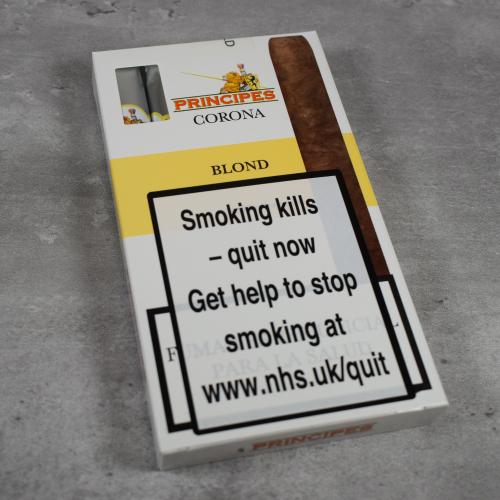 PRINCIPES
CORONA
BLOND
Smoking kills
– quit now
Get help to stop
smoking at
www.nhs.uk/quit
PARA LA SALUD
PRINCIPES